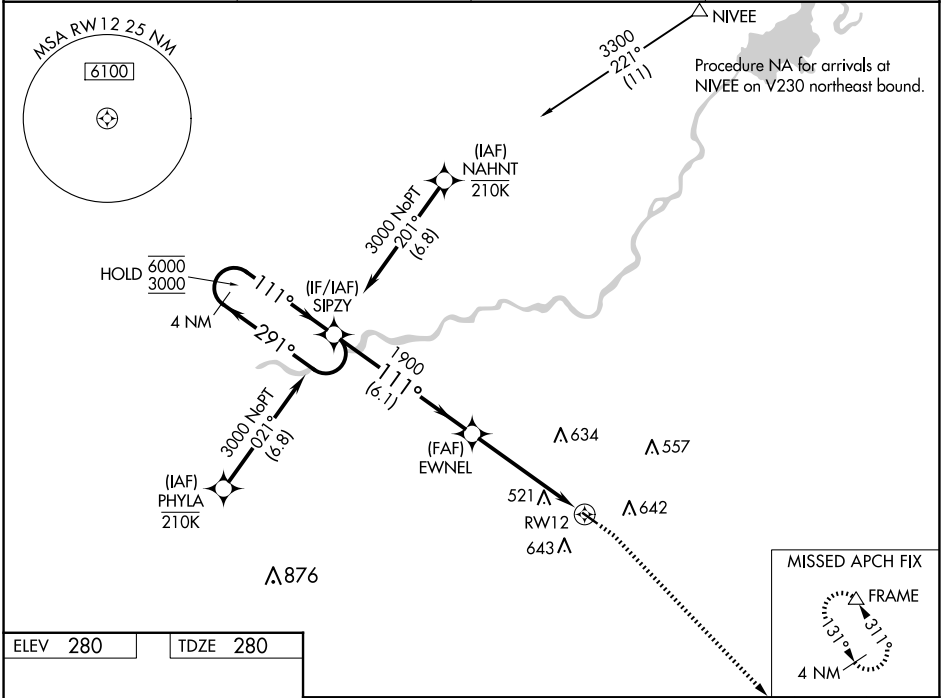 MSA RW12 25 NM
6100
NIVEE
3300
221°
(11)
Procedure NA for arrivals at
NIVEE on V230 northeast bound.
(IAF)
NAHNT
210K
3000 NoPT
201°
(6.8)
HOLD 6000
3000
4 NM
111°
291°
(IF/IAF)
SIPZY
1900
111°
(6.1)
3000 NoPT
021°
(6.8)
(IAF)
PHYLA
210K
(FAF)
EWNEL
634
557
521
RW12
642
643
876
MISSED APCH FIX
FRAME
131°
311°
4 NM
ELEV 280
TDZE 280